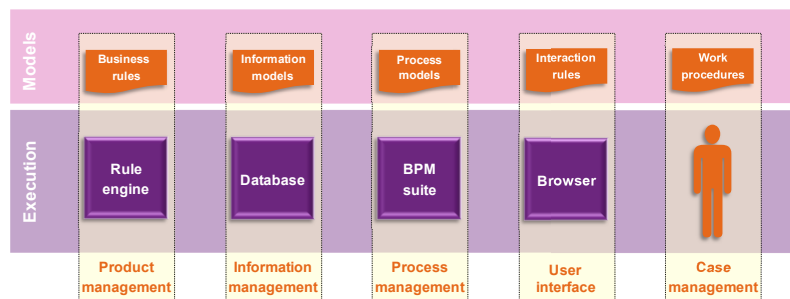 Models
Business
rules
Information
models
Process
models
Interaction
rules
Work
procedures
Execution
Rule
engine
Database
BPM
suite
Browser
Product
management
Information
management
Process
management
User
interface
Case
management